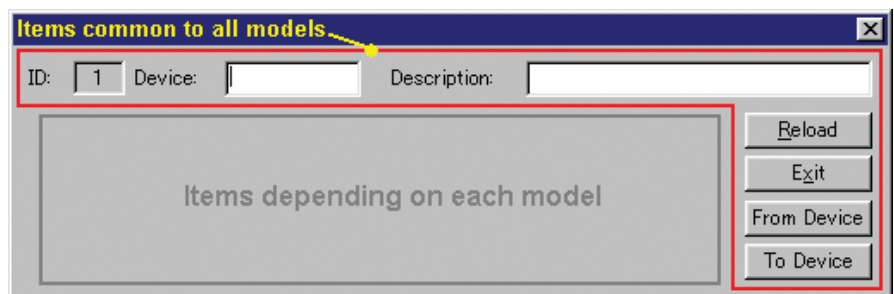 Items common to all models
ID: 1 Device: Description:
Reload
Exit
Items depending on each model
From Device
To Device